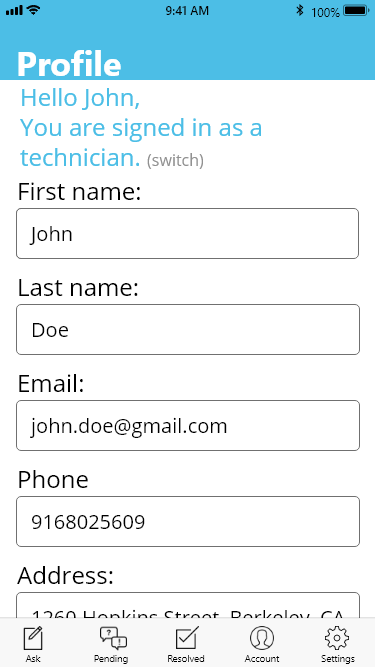 9:41 AM 100%
Profile
Hello John,
You are signed in as a
technician. (switch)
First name:
John
Last name:
Doe
Email:
john.doe@gmail.com
Phone
9168025609
Address:
1260 Hopkins Street, Berkeley, CA
Ask Pending Resolved Account Settings